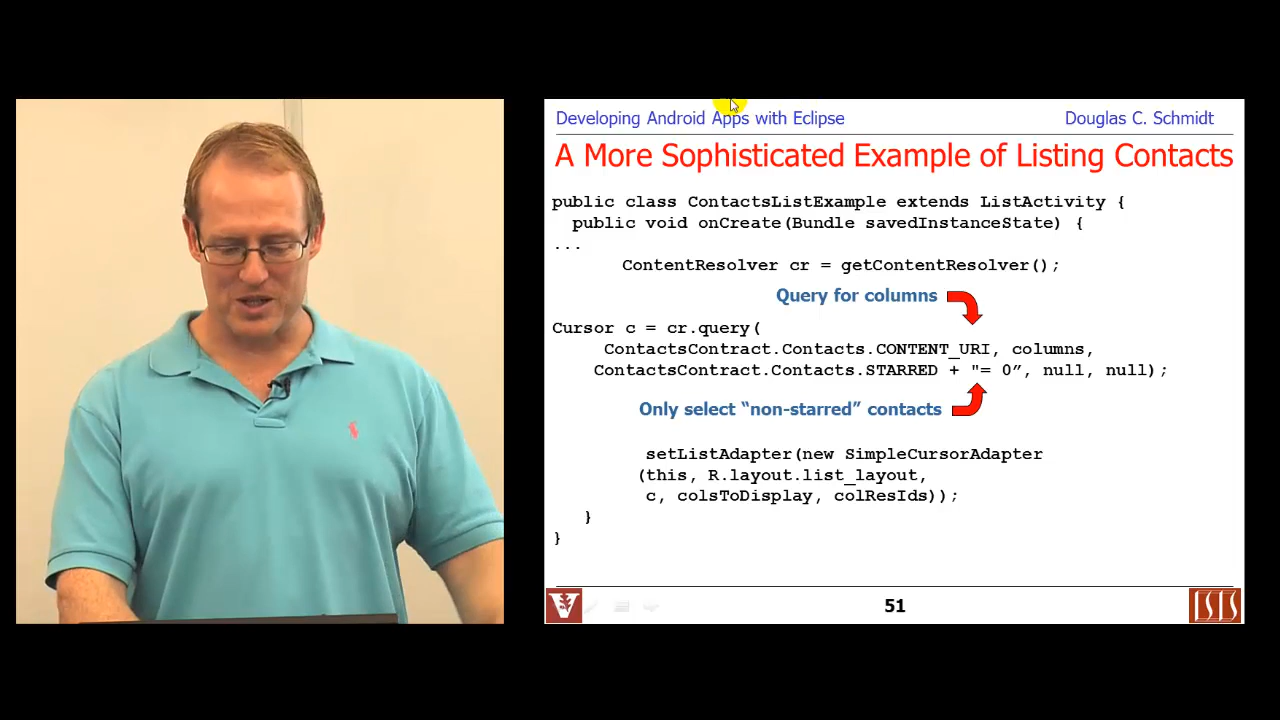 Developing Android Apps with Eclipse
Douglas C. Schmidt
A More Sophisticated Example of Listing Contacts
public class ContactsListExample extends ListActivity {
public void onCreate(Bundle savedInstanceState) {
...
ContentResolver cr = getContentResolver();
Query for columns
Cursor c = cr.query(
ContactsContract.Contacts.CONTENT_URI, columns,
ContactsContract.Contacts.STARRED + "= 0”, null, null);
Only select “non-starred” contacts
setListAdapter(new SimpleCursorAdapter
(this, R.layout.list_layout,
c, colsToDisplay, colResIds));
}
}
V
51
ISIS